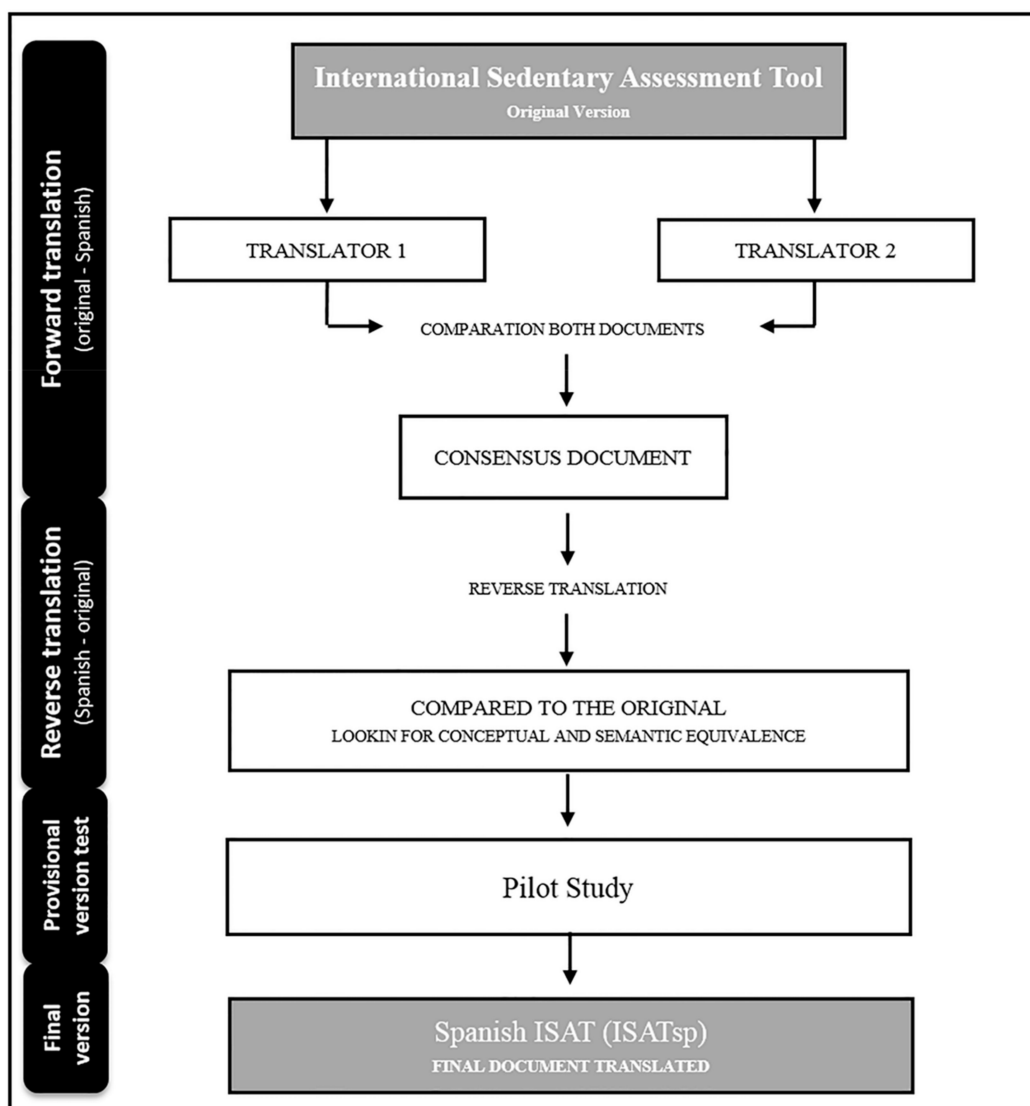 International Sedentary Assessment Tool
Original Version
Forward translation
(original - Spanish)
TRANSLATOR 1
TRANSLATOR 2
COMPARATION BOTH DOCUMENTS
CONSENSUS DOCUMENT
Reverse translation
(Spanish - original)
REVERSE TRANSLATION
COMPARED TO THE ORIGINAL
LOOKIN FOR CONCEPTUAL AND SEMANTIC EQUIVALENCE
Provisional
version test
Pilot Study
Final
version
Spanish ISAT (ISATsp)
FINAL DOCUMENT TRANSLATED